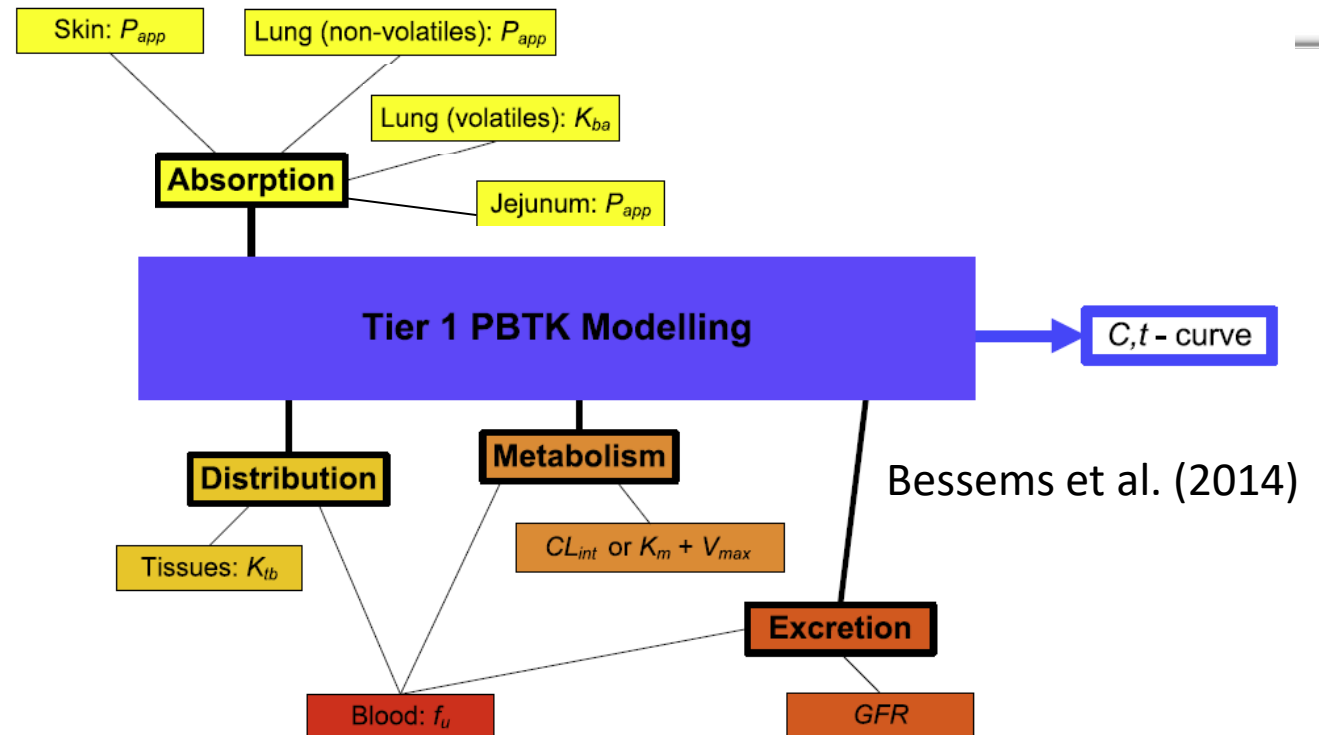 Skin: Papp
Lung (non-volatiles): Papp
Lung (volatiles): Kba
Absorption
Jejunum: Papp
Tier 1 PBTK Modelling
C,t - curve
Distribution
Metabolism
Bessems et al. (2014)
Tissues: Ktb
CLint or Km + Vmax
Excretion
Blood: fu
GFR